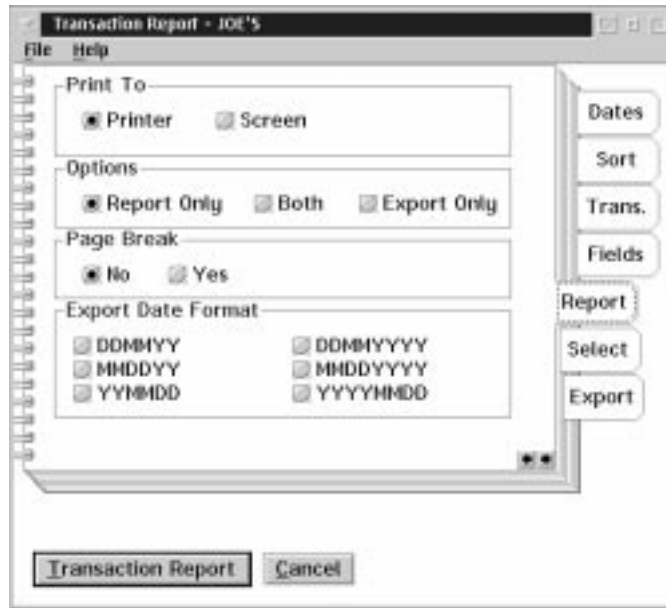 Transaction Report - JOE'S
File Help
Print To
Printer Screen
Options
Report Only Both Export Only
Page Break
No Yes
Export Date Format
DDMMYY DDMMYYYY
MMDDYY MMDDYYYY
YYMMDD YYYYMMDD
Dates
Sort
Trans.
Fields
Report
Select
Export
Transaction Report Cancel